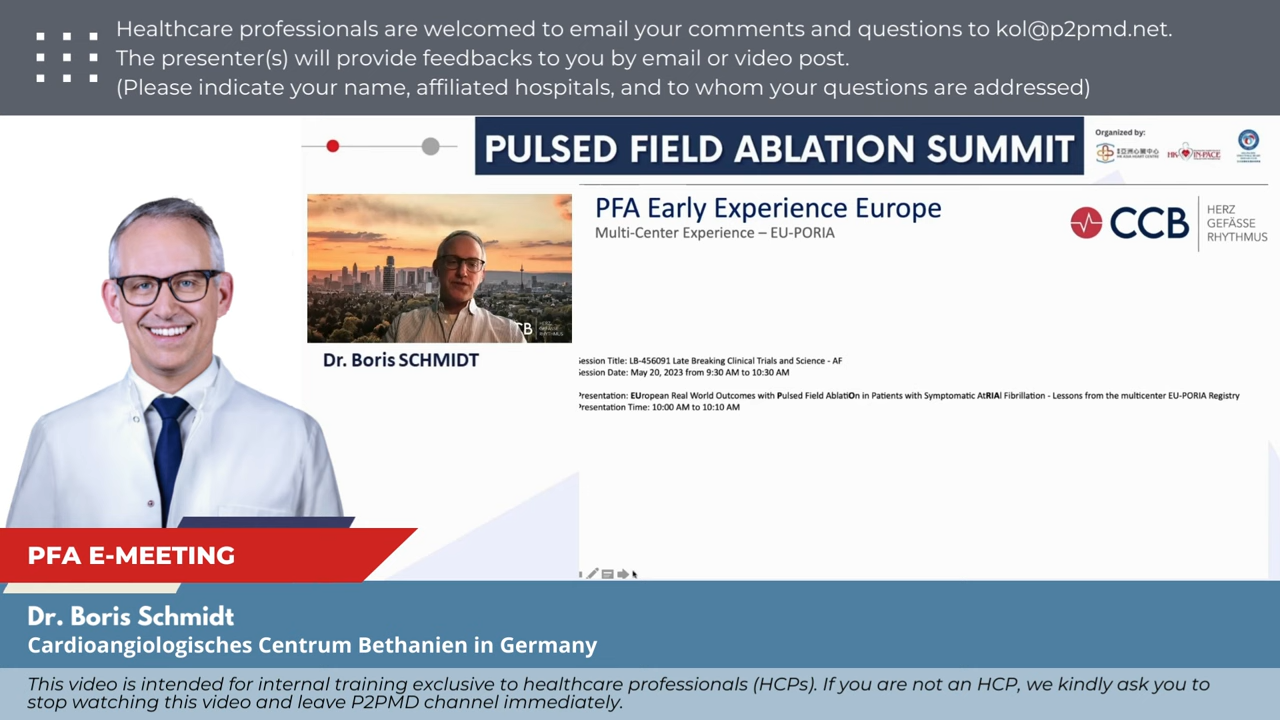 Healthcare professionals are welcomed to email your comments and questions to kol@p2pmd.net.
The presenter(s) will provide feedbacks to you by email or video post.
(Please indicate your name, affiliated hospitals, and to whom your questions are addressed)
PULSED FIELD ABLATION SUMMIT
Organized by:
PFA Early Experience Europe
Multi-Center Experience – EU-PORIA
CCB
HERZ
GEFÄSSE
RHYTHMUS
Dr. Boris SCHMIDT
Session Title: LB-456091 Late Breaking Clinical Trials and Science - AF
Session Date: May 20, 2023 from 9:30 AM to 10:30 AM
Presentation: EUropean Real World Outcomes with Pulsed Field AblatiOn in Patients with Symptomatic AtRIAl Fibrillation - Lessons from the multicenter EU-PORIA Registry
Presentation Time: 10:00 AM to 10:10 AM
PFA E-MEETING
Dr. Boris Schmidt
Cardioangiologisches Centrum Bethanien in Germany
This video is intended for internal training exclusive to healthcare professionals (HCPs). If you are not an HCP, we kindly ask you to
stop watching this video and leave P2PMD channel immediately.